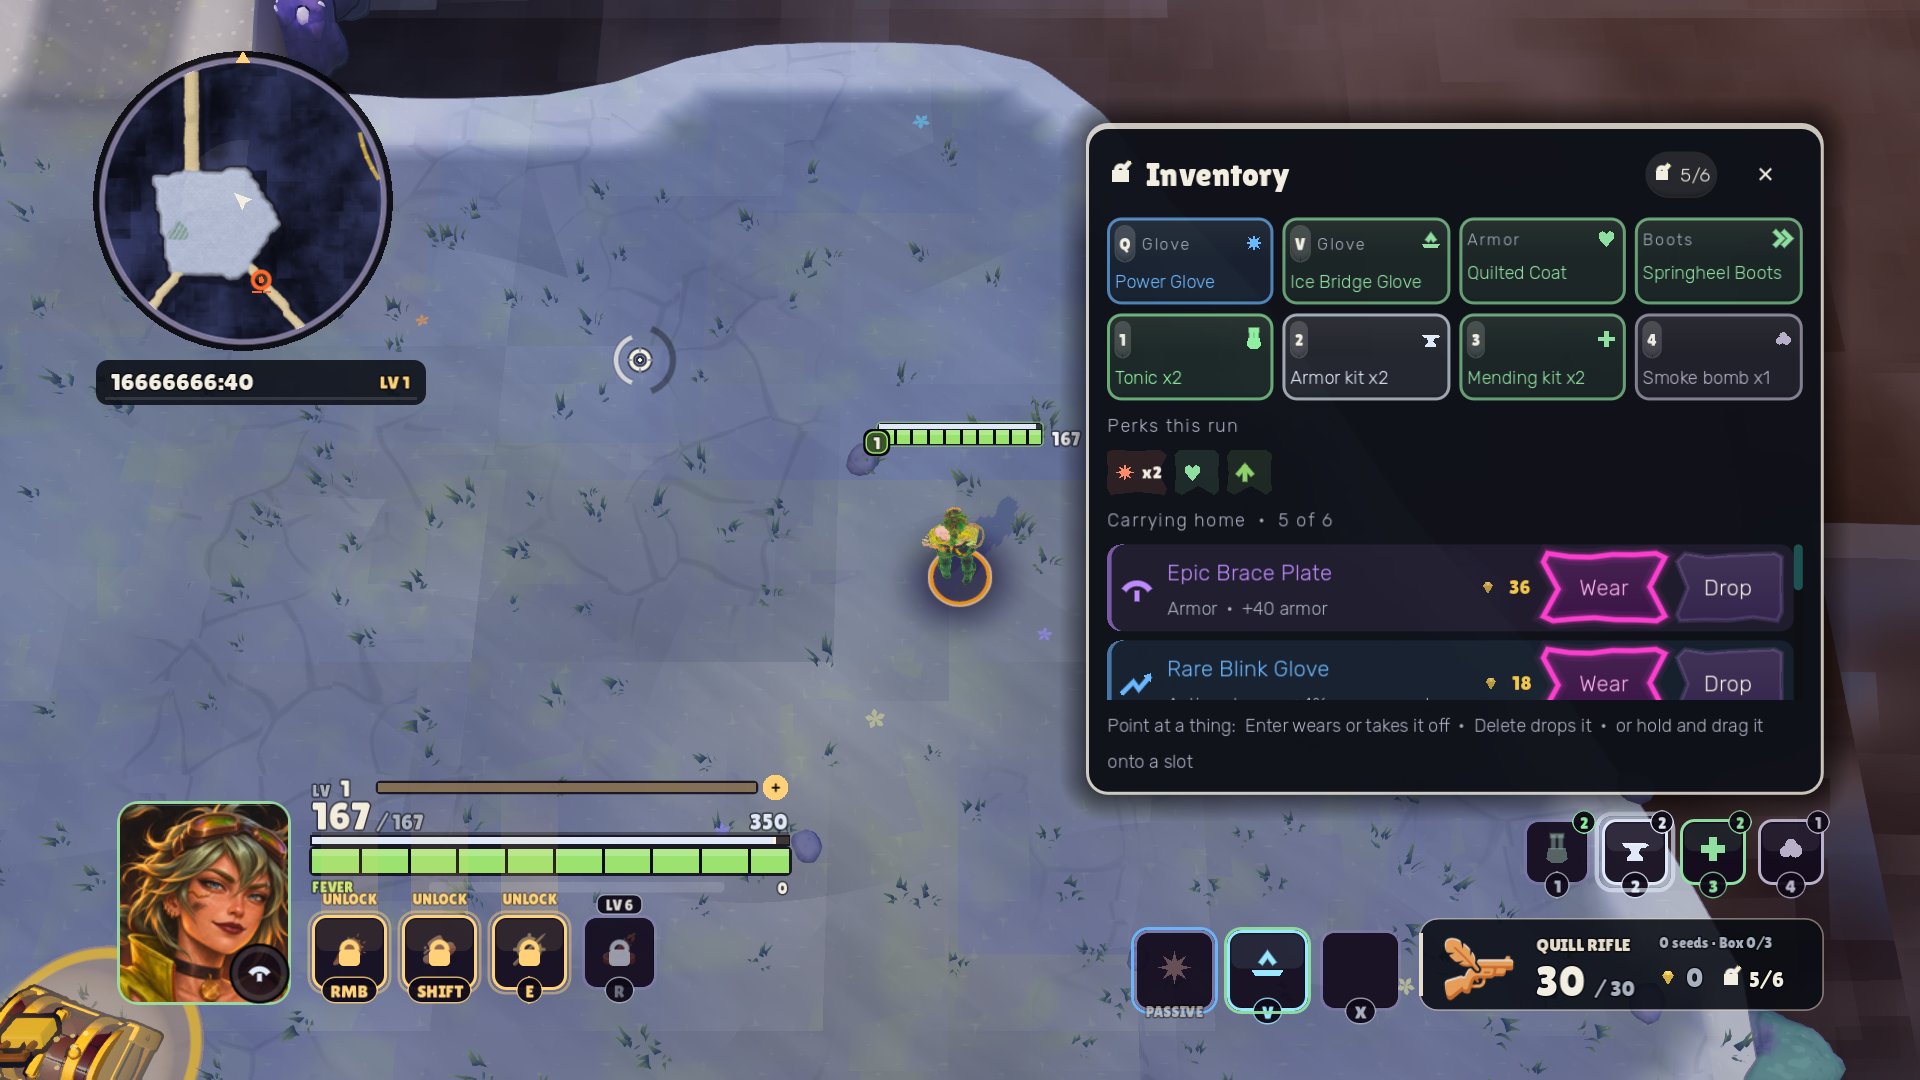 Inventory
5/6
×
Q Glove
Power Glove
V Glove
Ice Bridge Glove
Armor
Quilted Coat
Boots
Springheel Boots
1
Tonic x2
2
Armor kit x2
3
Mending kit x2
4
Smoke bomb x1
Perks this run
x2
Carrying home • 5 of 6
Epic Brace Plate
Armor • +40 armor
36
Wear
Drop
Rare Blink Glove
18
Wear
Drop
Point at a thing: Enter wears or takes it off • Delete drops it • or hold and drag it
onto a slot
16666666:40
LV 1
1
167
LV 1
167 / 167
350
FEVER
0
UNLOCK
UNLOCK
UNLOCK
LV 6
RMB
SHIFT
E
R
2
2
2
1
1
2
3
4
PASSIVE
V
X
QUILL RIFLE
0 seeds · Box 0/3
30 / 30
0
5/6